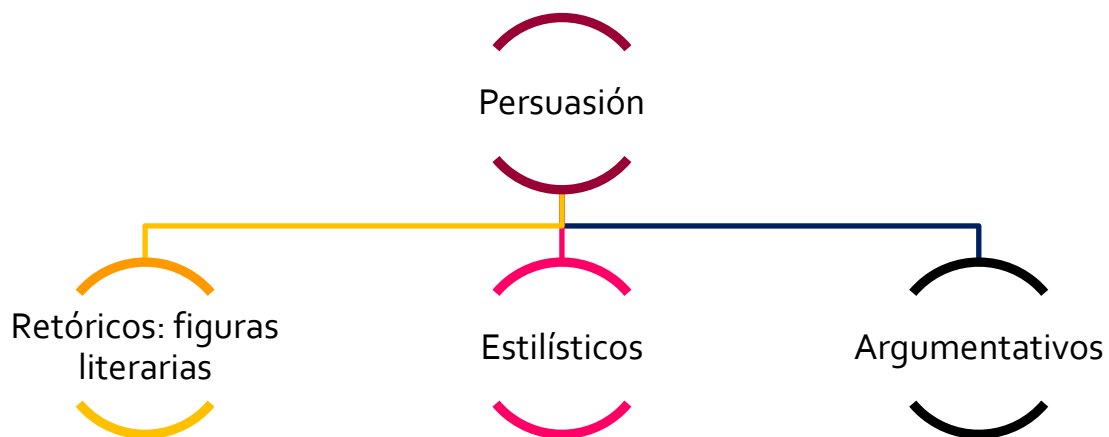 Persuasión
Retóricos: figuras
literarias
Estilísticos
Argumentativos